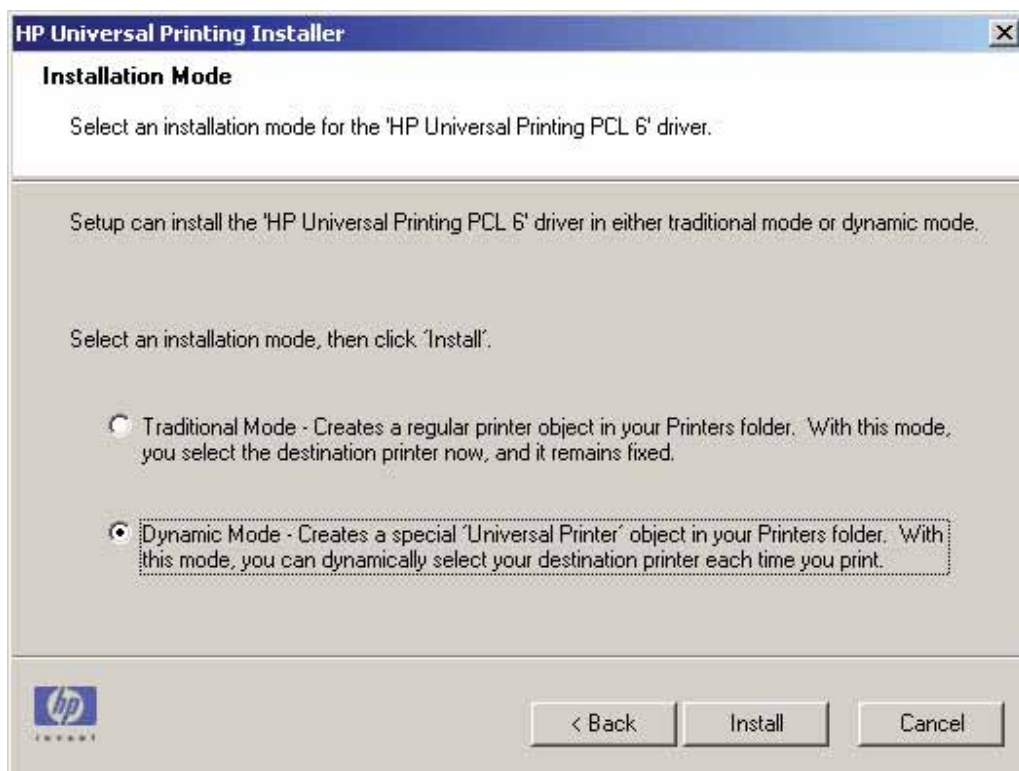 HP Universal Printing Installer
Installation Mode
Select an installation mode for the 'HP Universal Printing PCL 6' driver.
Setup can install the 'HP Universal Printing PCL 6' driver in either traditional mode or dynamic mode.
Select an installation mode, then click ´Install´.
Traditional Mode - Creates a regular printer object in your Printers folder.  With this mode,
you select the destination printer now, and it remains fixed.
Dynamic Mode - Creates a special ´Universal Printer´ object in your Printers folder.  With
this mode, you can dynamically select your destination printer each time you print.
hp
invent
< Back
Install
Cancel